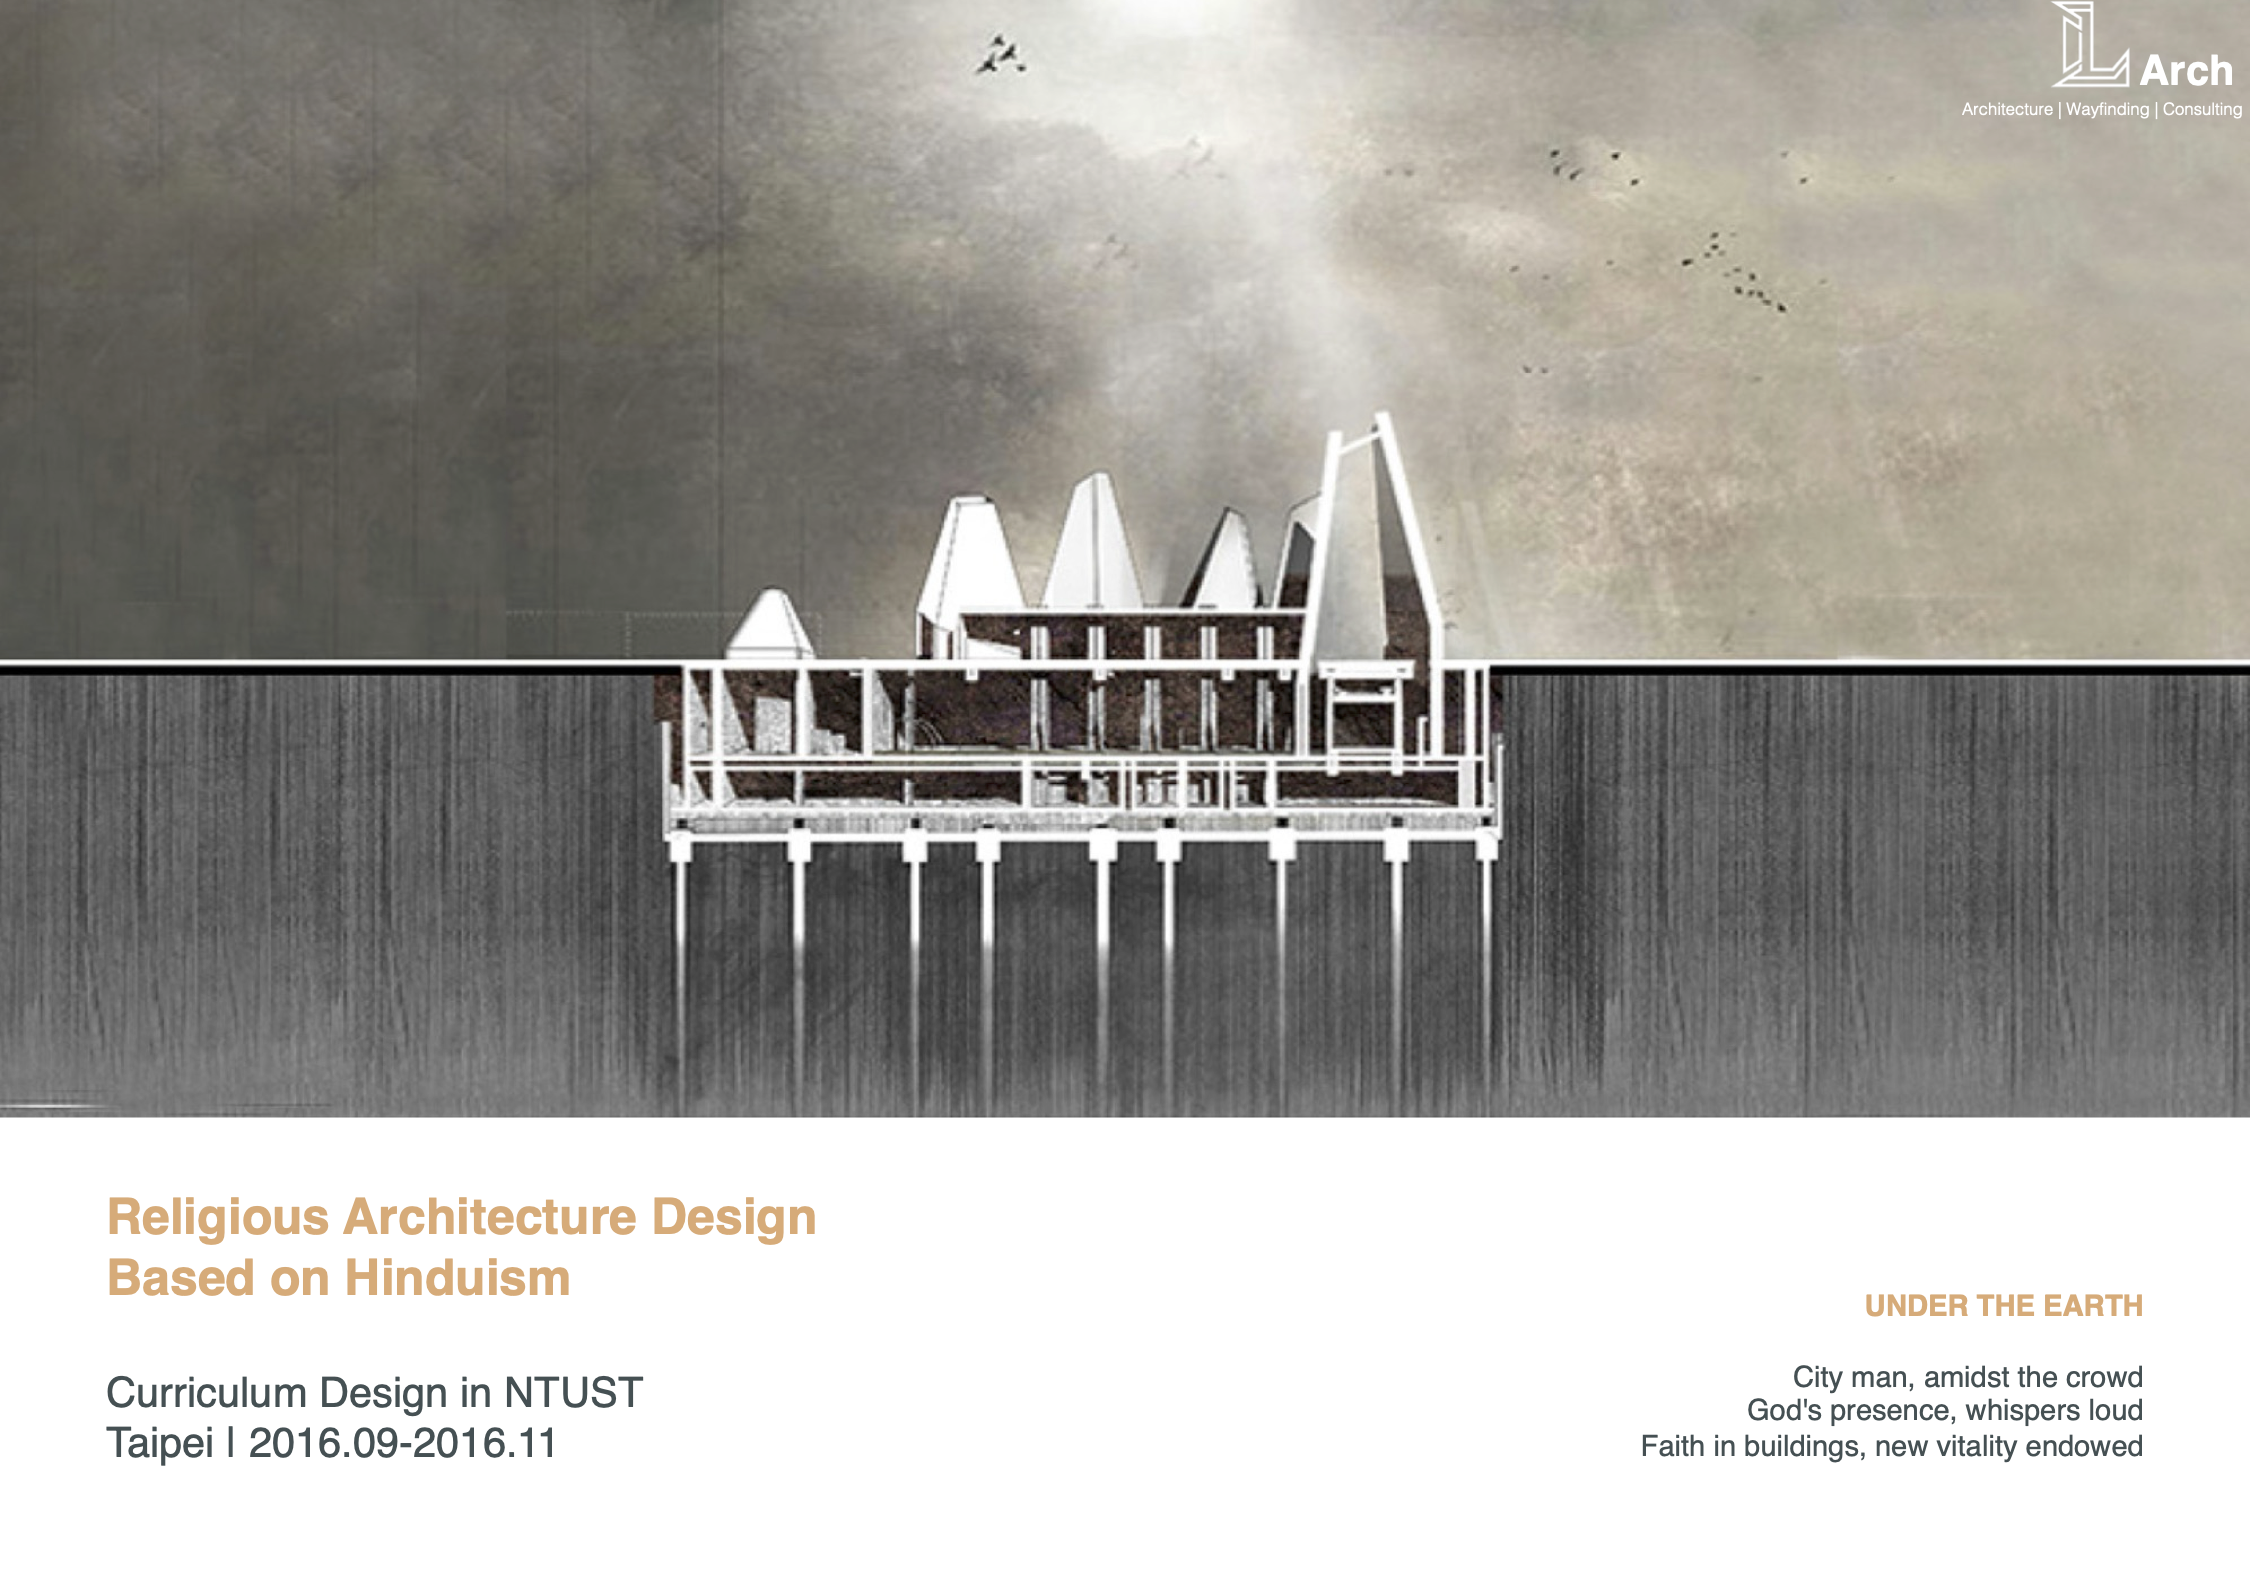 Arch
Architecture | Wayfinding | Consulting
Religious Architecture Design
Based on Hinduism
Curriculum Design in NTUST
Taipei | 2016.09-2016.11
UNDER THE EARTH
City man, amidst the crowd
God's presence, whispers loud
Faith in buildings, new vitality endowed